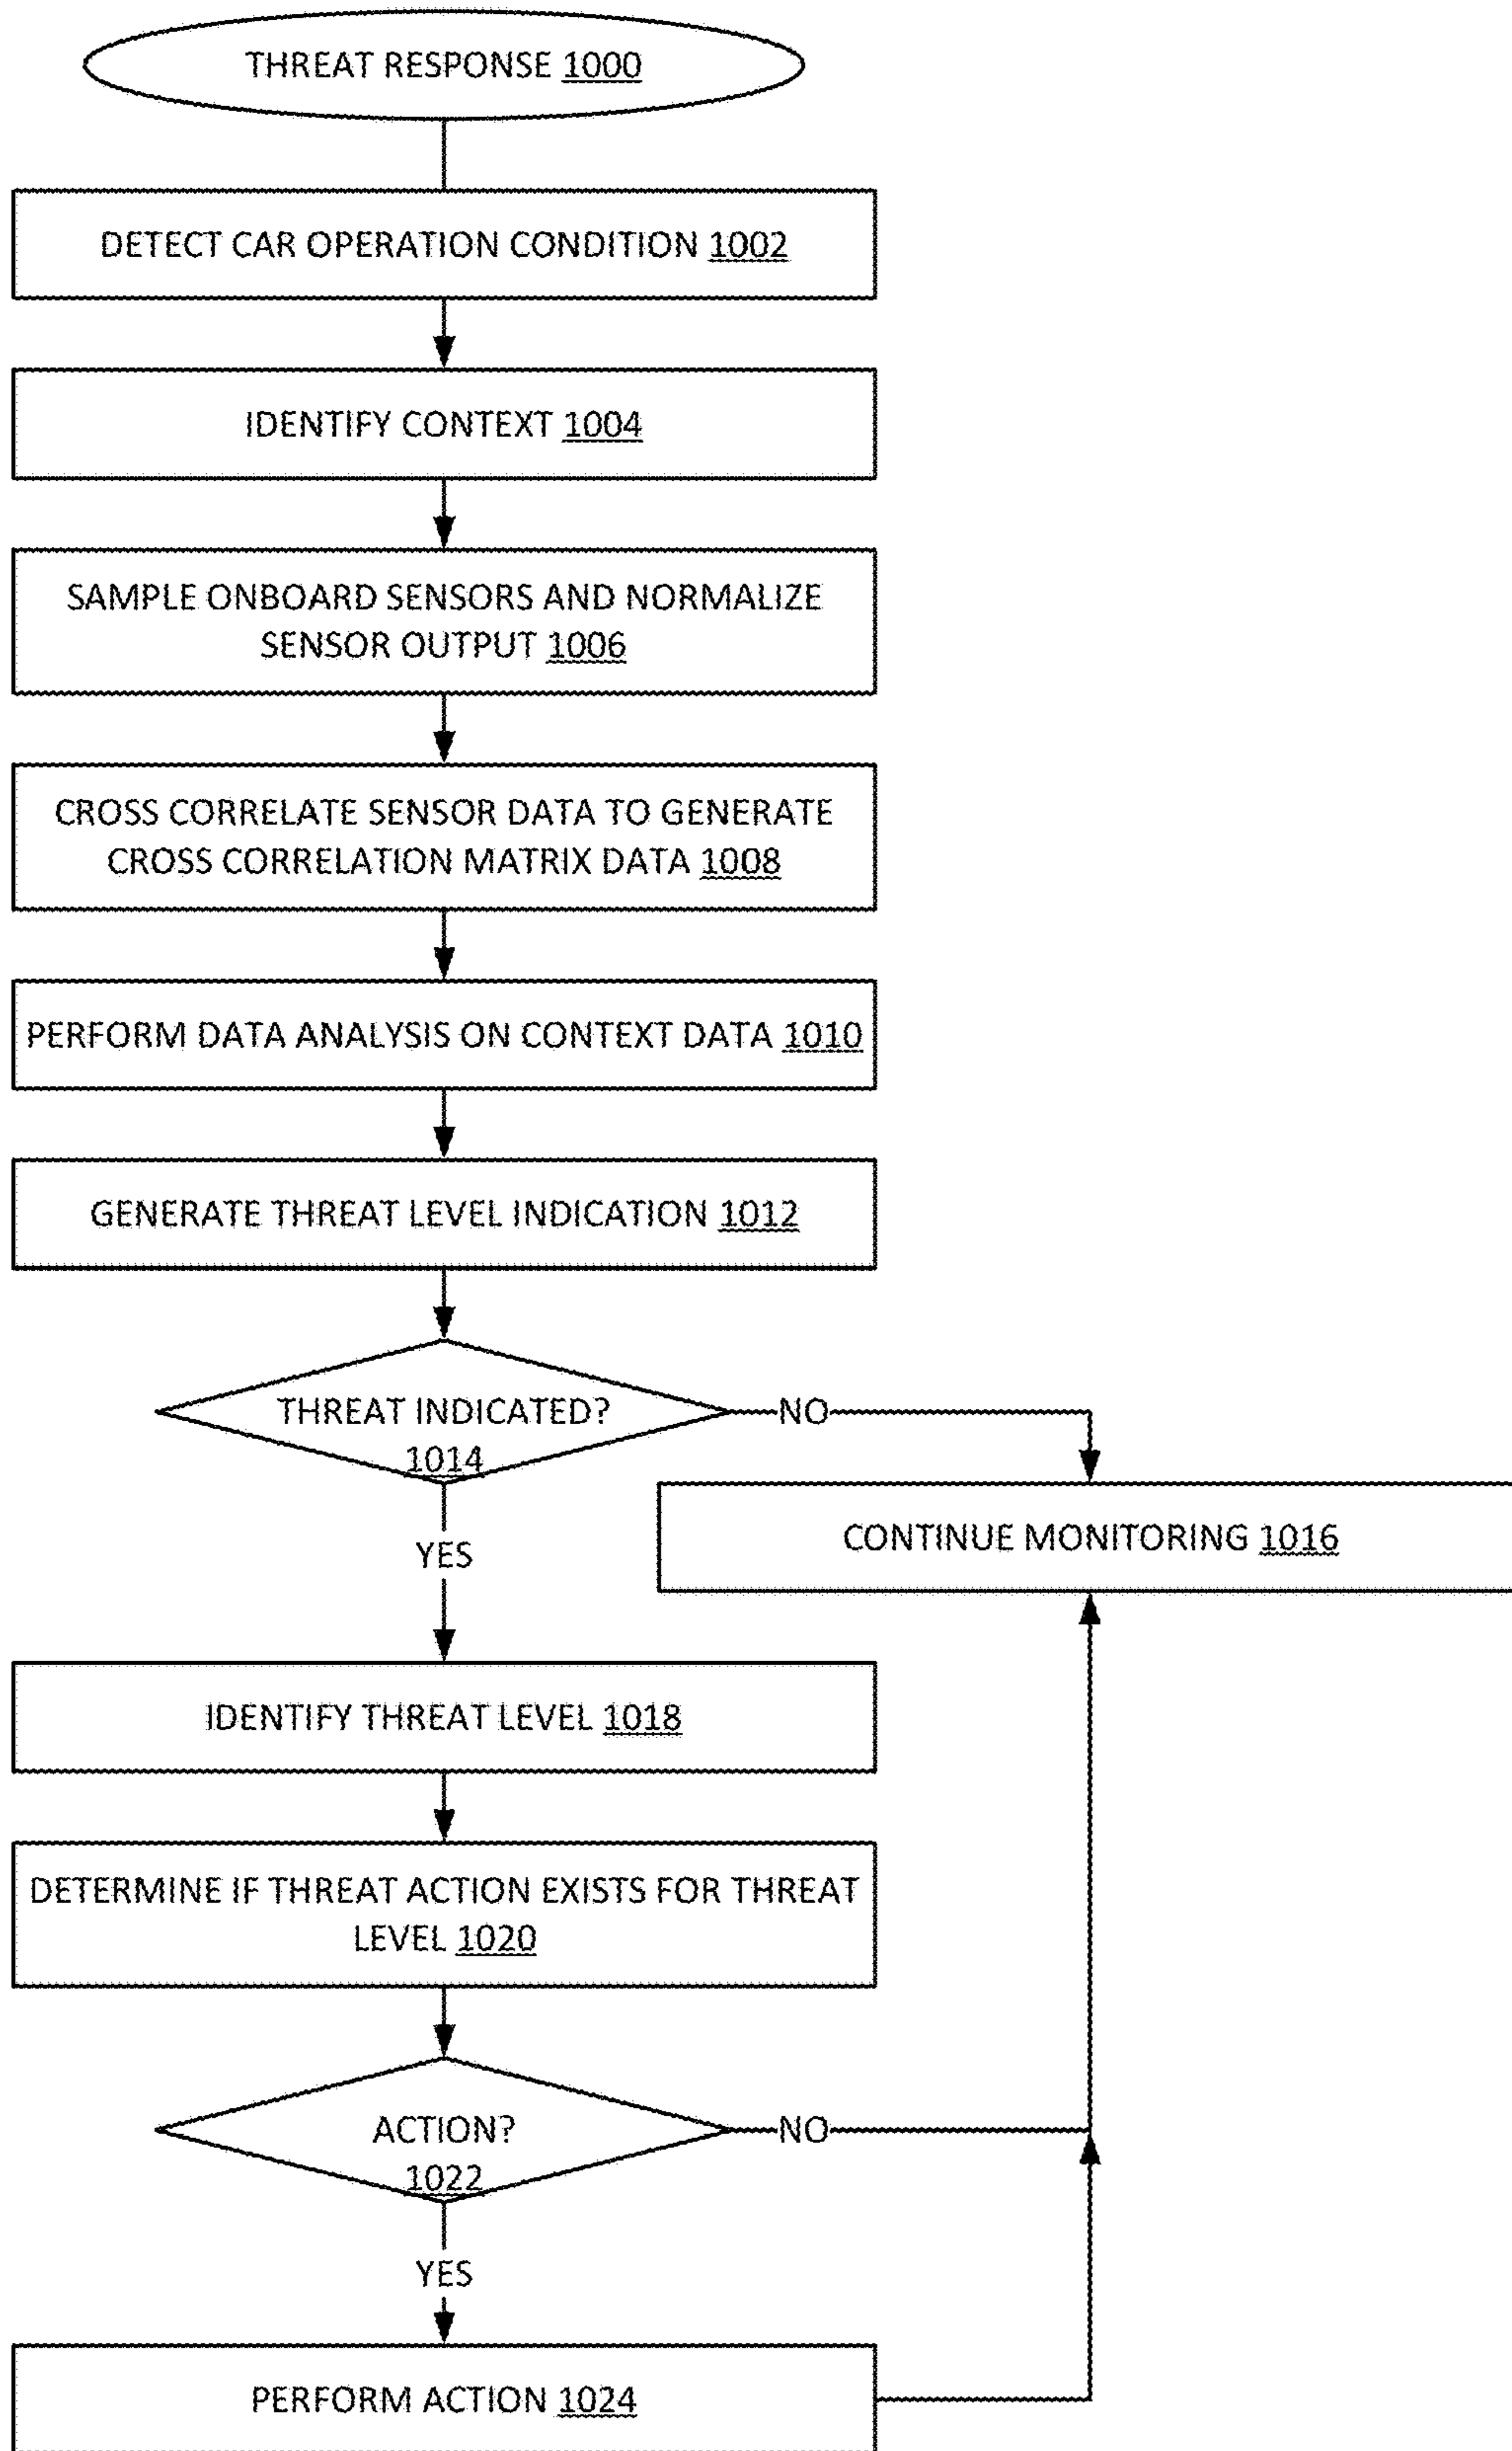 THREAT RESPONSE 1000
DETECT CAR OPERATION CONDITION 1002
IDENTIFY CONTEXT 1004
SAMPLE ONBOARD SENSORS AND NORMALIZE
SENSOR OUTPUT 1006
CROSS CORRELATE SENSOR DATA TO GENERATE
CROSS CORRELATION MATRIX DATA 1008
PERFORM DATA ANALYSIS ON CONTEXT DATA 1010
GENERATE THREAT LEVEL INDICATION 1012
THREAT INDICATED?
1014
NO
CONTINUE MONITORING 1016
YES
IDENTIFY THREAT LEVEL 1018
DETERMINE IF THREAT ACTION EXISTS FOR THREAT
LEVEL 1020
ACTION?
1022
NO
YES
PERFORM ACTION 1024